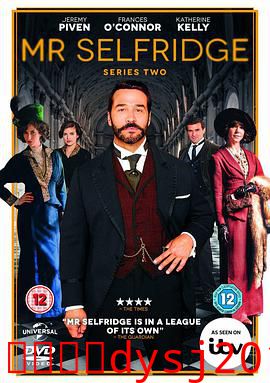 JEREMY PIVEN
FRANCES O'CONNOR
KATHERINE KELLY
MR SELFRIDGE
SERIES TWO
12
12
★★★★
— THE TIMES
"MR SELFRIDGE IS IN A LEAGUE
OF ITS OWN"
— THE GUARDIAN
UNIVERSAL
DVD
VIDEO
AS SEEN ON
itv
dysj20